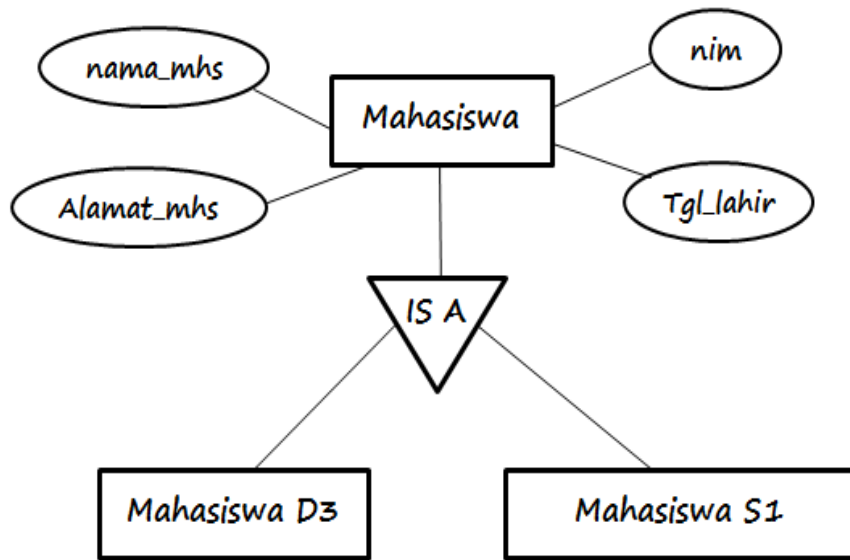 nama_mhs
nim
Mahasiswa
Alamat_mhs
Tgl_lahir
IS A
Mahasiswa D3
Mahasiswa S1